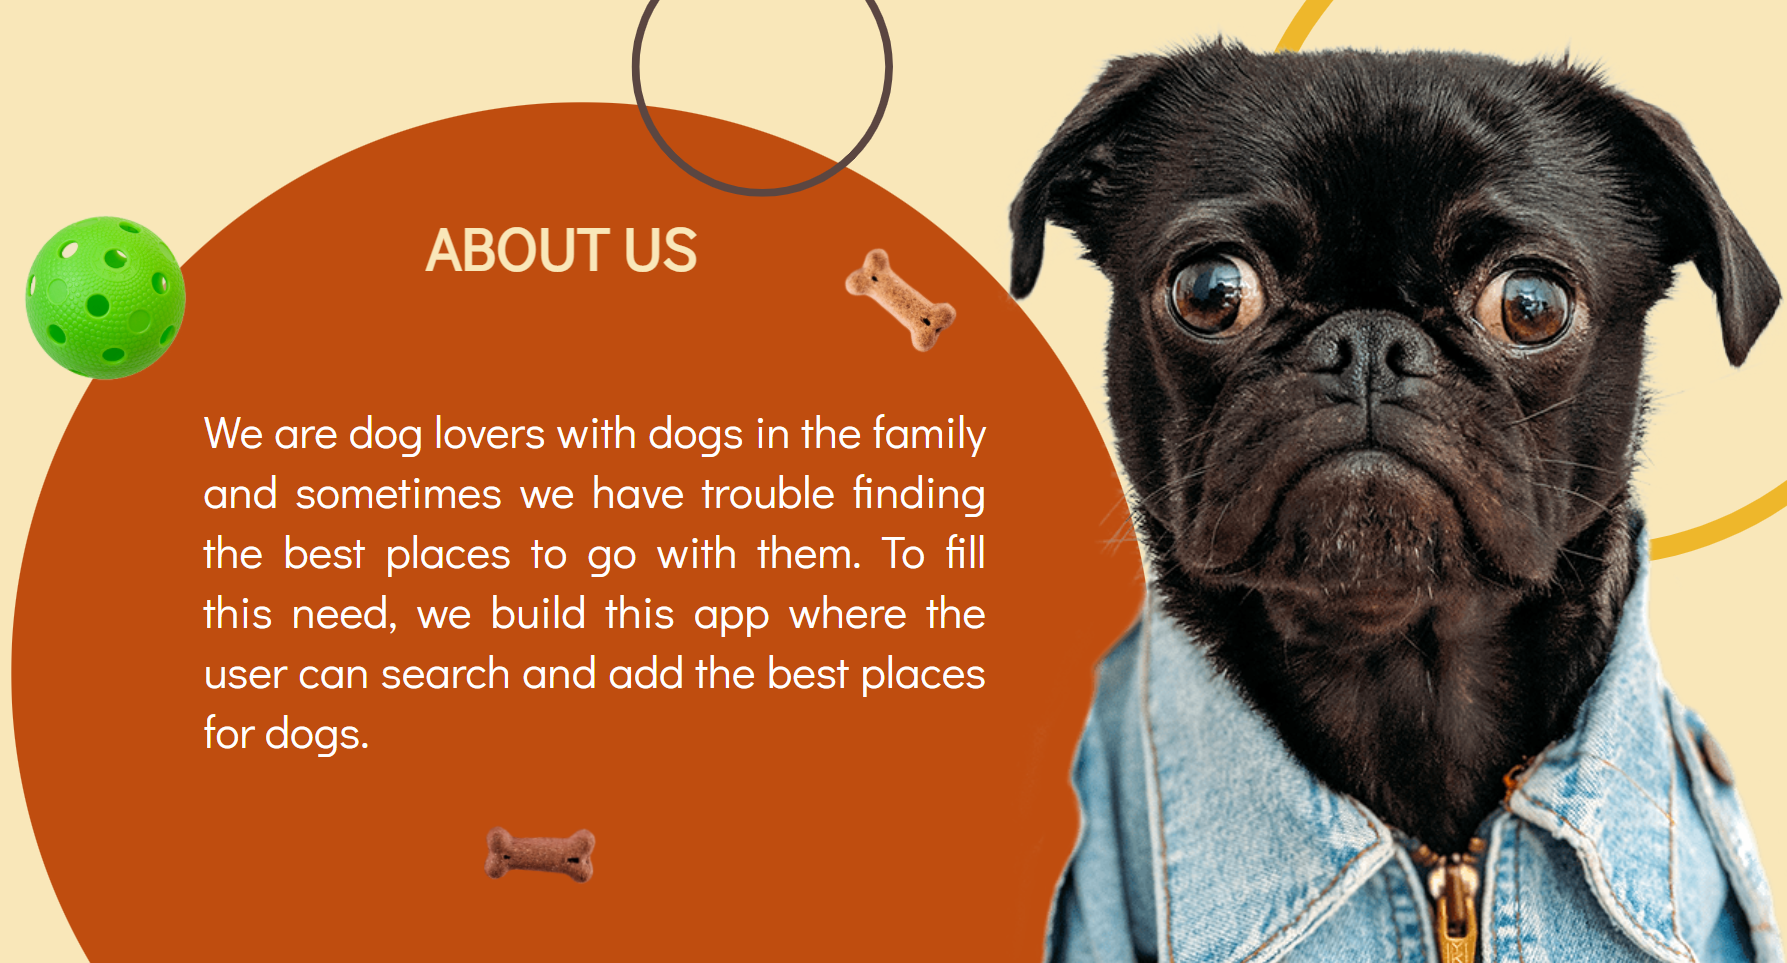 ABOUT US
We are dog lovers with dogs in the family
and sometimes we have trouble finding
the best places to go with them. To fill
this need, we build this app where the
user can search and add the best places
for dogs.